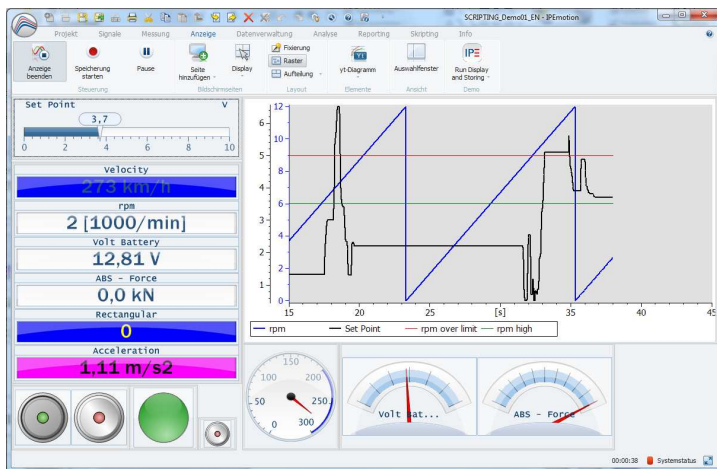 SCRIPTING_Demo01_EN - IPEmotion
Projekt Signale Messung Anzeige Datenverwaltung Analyse Reporting Skripting Info
Anzeige beenden
Speicherung starten
Pause
Seite hinzufügen
Display
Fixierung
Raster
Aufteilung
yt-Diagramm
Auswahlfenster
IPE
Run Display and Storing
Steuerung Bildschirmseiten Layout Elemente Ansicht Demo
Set Point V
3,7
0 2 4 6 8 10
Velocity
273 km/h
rpm
2 [1000/min]
Volt Battery
12,81 V
ABS - Force
0,0 kN
Rectangular
0
Acceleration
1,11 m/s2
6 5 4 3 2 1
12 10 8 6 4 2 0
15 20 25 [s] 35 40 45
rpm Set Point rpm over limit rpm high
0 50 100 150 200 250 300
Volt Bat...
ABS - Force
00:00:38 Systemstatus